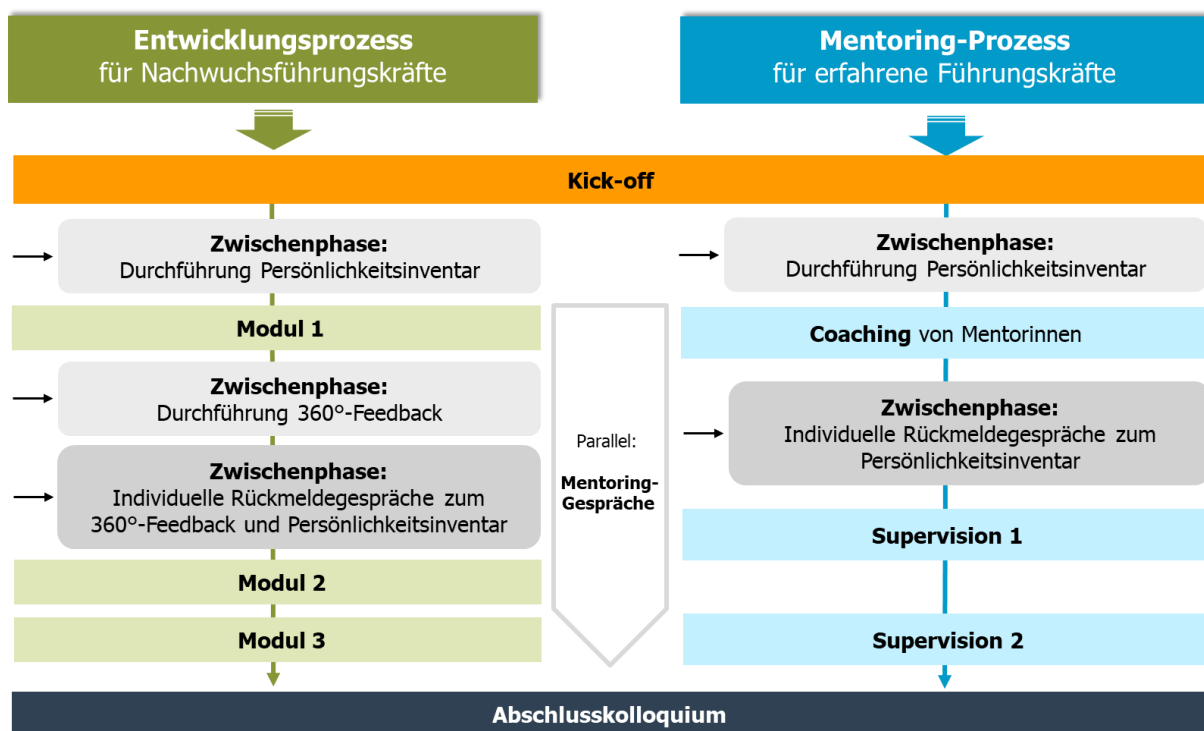 Entwicklungsprozess
für Nachwuchsführungskräfte
Mentoring-Prozess
für erfahrene Führungskräfte
Kick-off
Zwischenphase:
Durchführung Persönlichkeitsinventar
Modul 1
Zwischenphase:
Durchführung 360°-Feedback
Zwischenphase:
Individuelle Rückmeldegespräche zum
360°-Feedback und Persönlichkeitsinventar
Modul 2
Modul 3
Parallel:
Mentoring-
Gespräche
Zwischenphase:
Durchführung Persönlichkeitsinventar
Coaching von Mentorinnen
Zwischenphase:
Individuelle Rückmeldegespräche zum
Persönlichkeitsinventar
Supervision 1
Supervision 2
Abschlusskolloquium